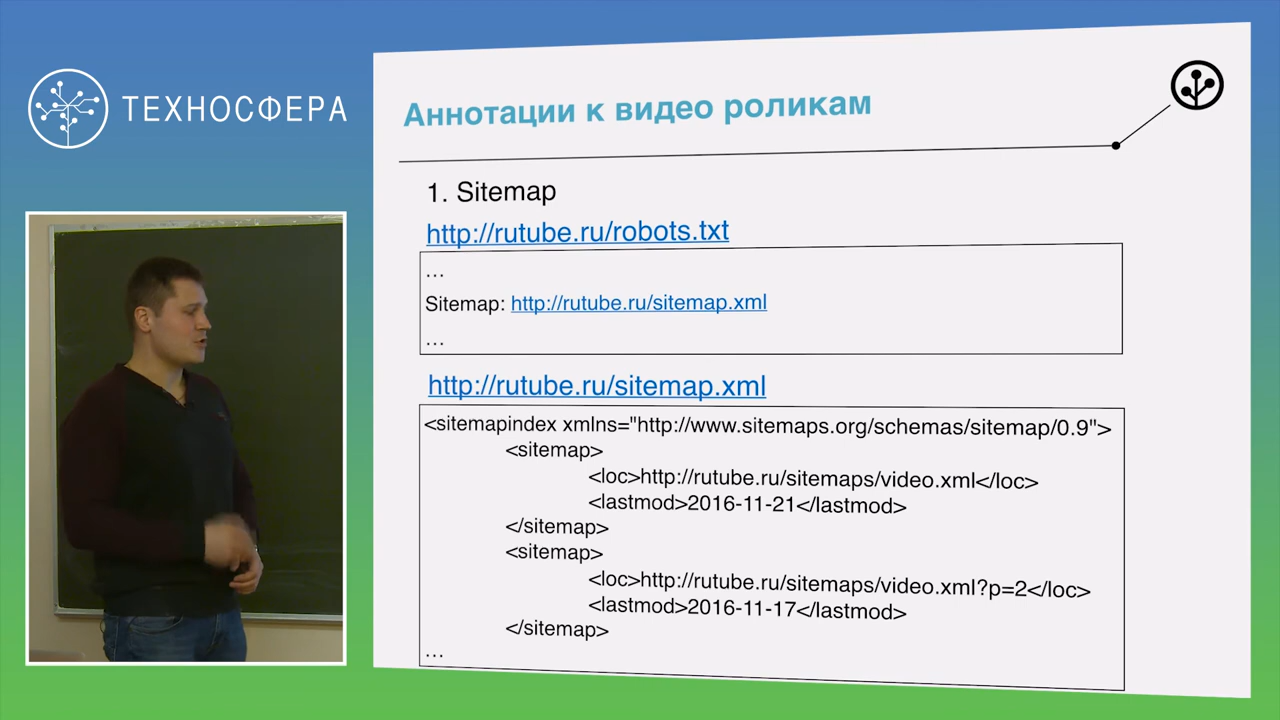 ТЕХНОСФЕРА
Аннотации к видео роликам
1. Sitemap
http://rutube.ru/robots.txt
...
Sitemap: http://rutube.ru/sitemap.xml
...
http://rutube.ru/sitemap.xml
<sitemapindex xmlns="http://www.sitemaps.org/schemas/sitemap/0.9">
<sitemap>
<loc>http://rutube.ru/sitemaps/video.xml</loc>
<lastmod>2016-11-21</lastmod>
</sitemap>
<sitemap>
<loc>http://rutube.ru/sitemaps/video.xml?p=2</loc>
<lastmod>2016-11-17</lastmod>
</sitemap>
...